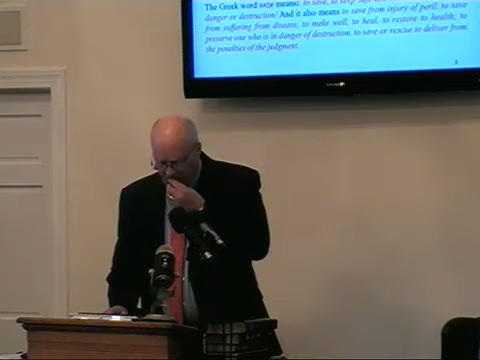 The Greek word sozo means: to save, to keep safe and
danger or destruction! And it also means to save from injury of peril, to save
from suffering from disease, to make well, to heal, to restore to health; to
preserve one who is in danger of destruction, to save or rescue to deliver from
the penalties of the judgment.
1